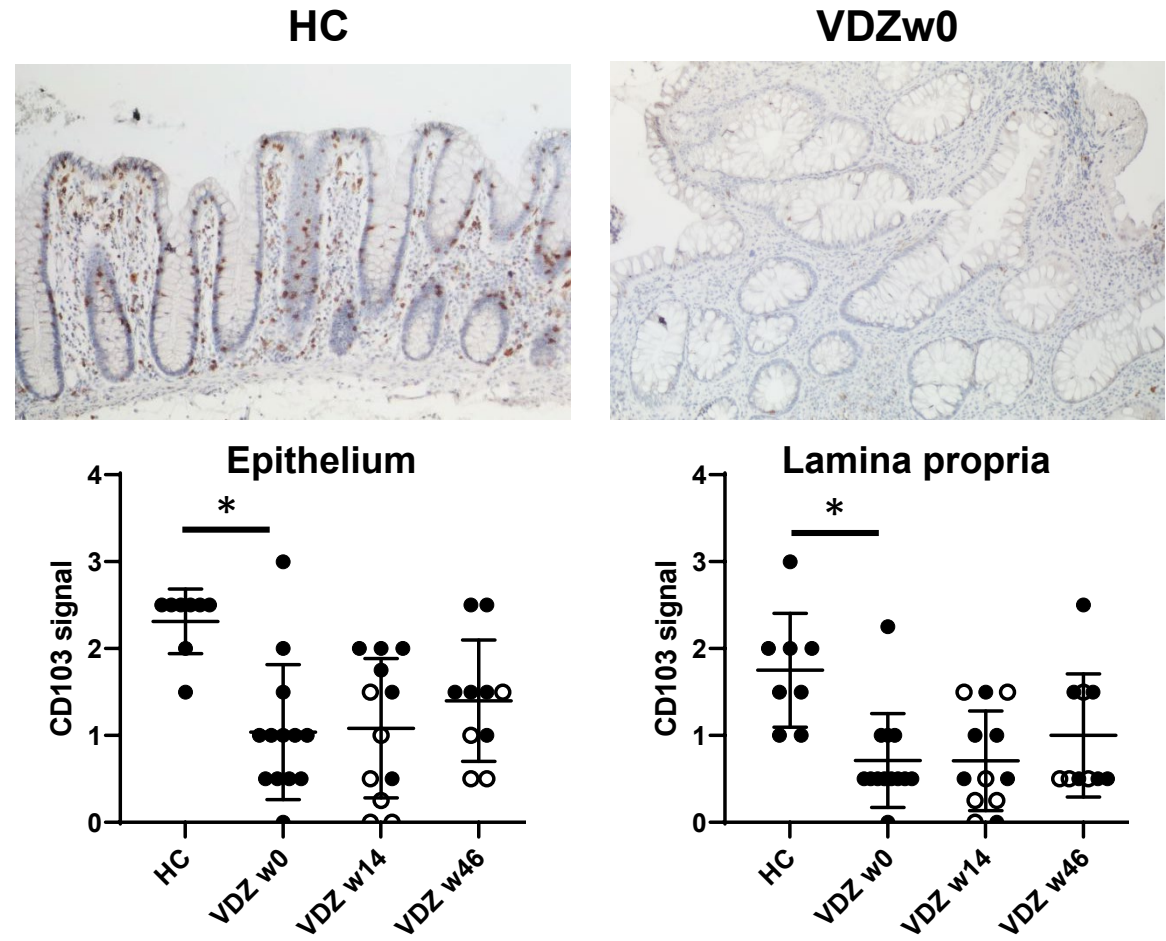 HC
VDZw0
Epithelium
*
CD103 signal
4
3
2
1
0
HC
VDZ w0
VDZ w14
VDZ w46
Lamina propria
*
CD103 signal
4
3
2
1
0
HC
VDZ w0
VDZ w14
VDZ w46